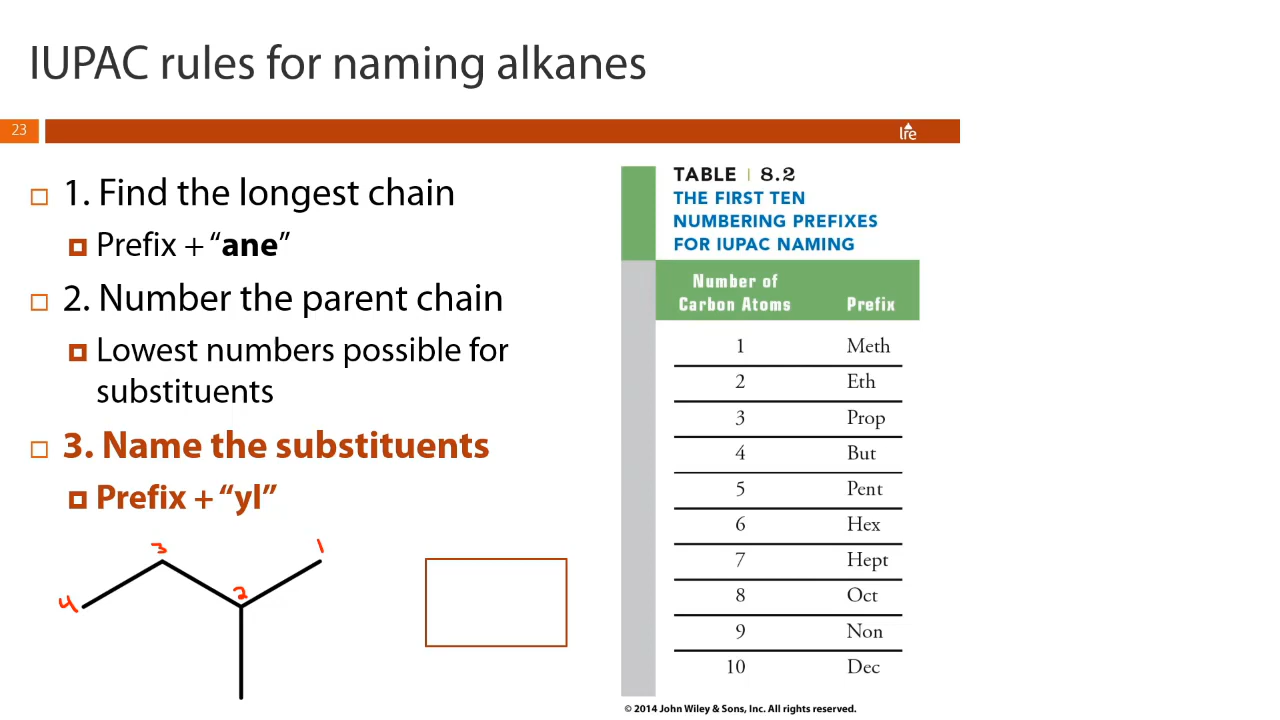 IUPAC rules for naming alkanes
23
lre
1. Find the longest chain
Prefix + “ane”
2. Number the parent chain
Lowest numbers possible for
substituents
3. Name the substituents
Prefix + “yl”
4 3 2 1
TABLE | 8.2
THE FIRST TEN
NUMBERING PREFIXES
FOR IUPAC NAMING
Number of
Carbon Atoms Prefix
1 Meth
2 Eth
3 Prop
4 But
5 Pent
6 Hex
7 Hept
8 Oct
9 Non
10 Dec
© 2014 John Wiley & Sons, Inc. All rights reserved.